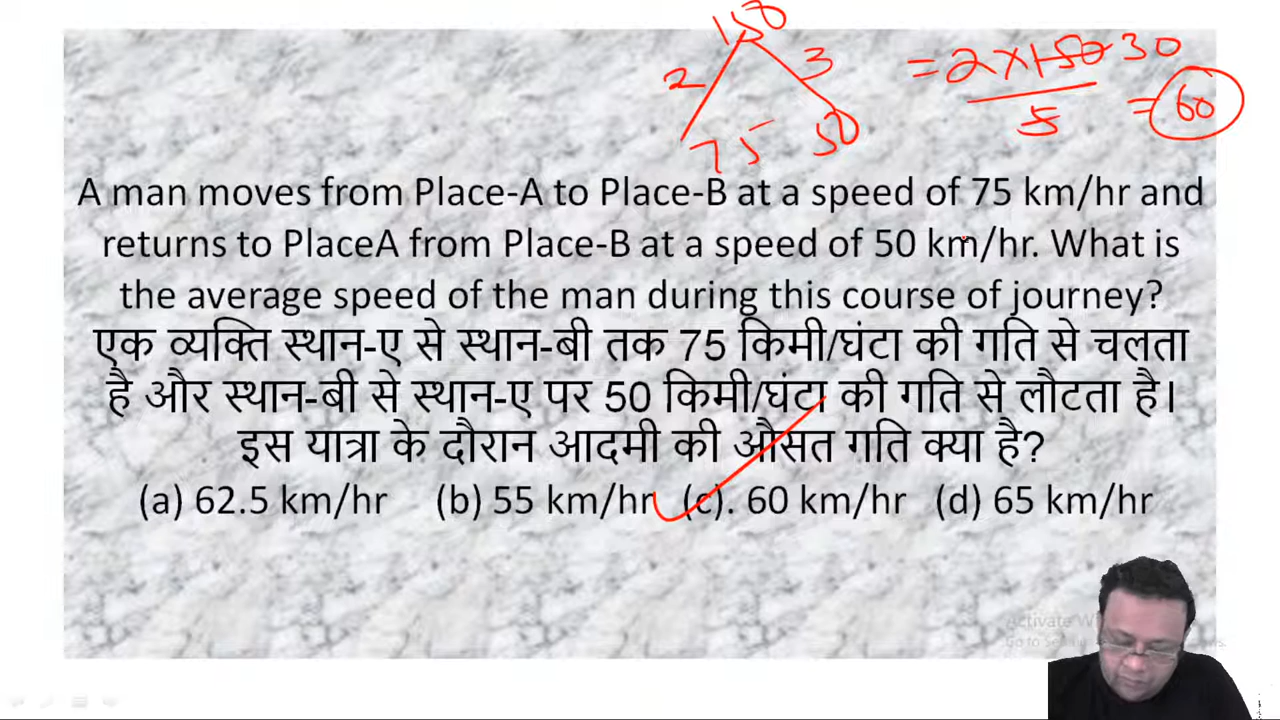 150
2 3
75 50
= 2 x 150 30
5
= 60
A man moves from Place-A to Place-B at a speed of 75 km/hr and
returns to PlaceA from Place-B at a speed of 50 km/hr. What is
the average speed of the man during this course of journey?
एक व्यक्ति स्थान-ए से स्थान-बी तक 75 किमी/घंटा की गति से चलता
है और स्थान-बी से स्थान-ए पर 50 किमी/घंटा की गति से लौटता है।
इस यात्रा के दौरान आदमी की औसत गति क्या है?
(a) 62.5 km/hr (b) 55 km/hr (c). 60 km/hr (d) 65 km/hr
Activate
Go to